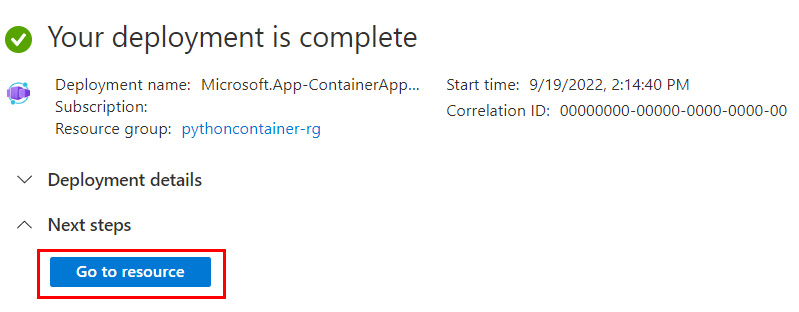 Your deployment is complete
Deployment name: Microsoft.App-ContainerApp...
Subscription:
Resource group: pythoncontainer-rg
Start time: 9/19/2022, 2:14:40 PM
Correlation ID: 00000000-00000-0000-0000-00
Deployment details
Next steps
Go to resource